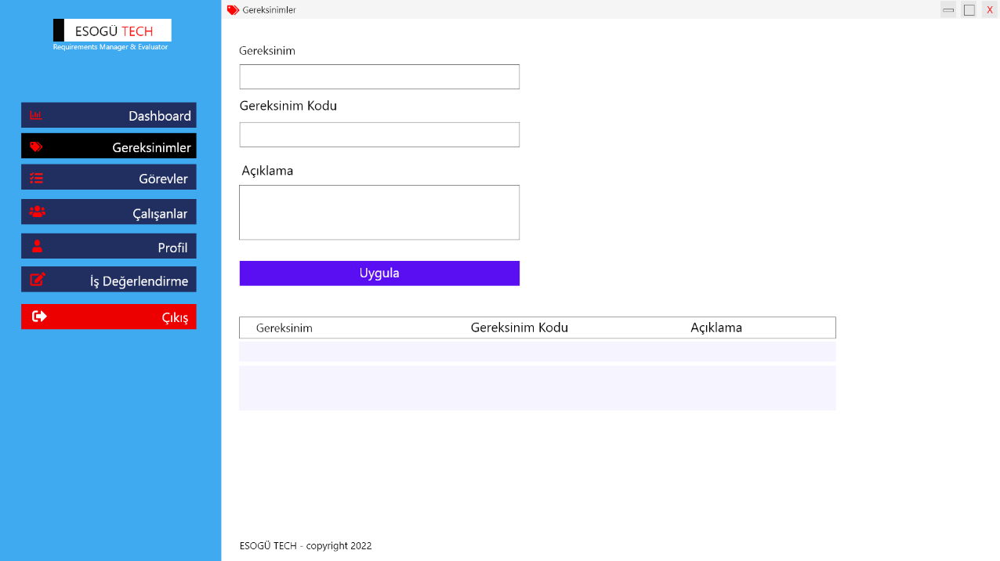 ESOGÜ TECH
Requirements Manager & Evaluator
Dashboard
Gereksinimler
Görevler
Çalışanlar
Profil
İş Değerlendirme
Çıkış
Gereksinimler
X
Gereksinim
Gereksinim Kodu
Açıklama
Uygula
Gereksinim Gereksinim Kodu Açıklama
ESOGÜ TECH - copyright 2022